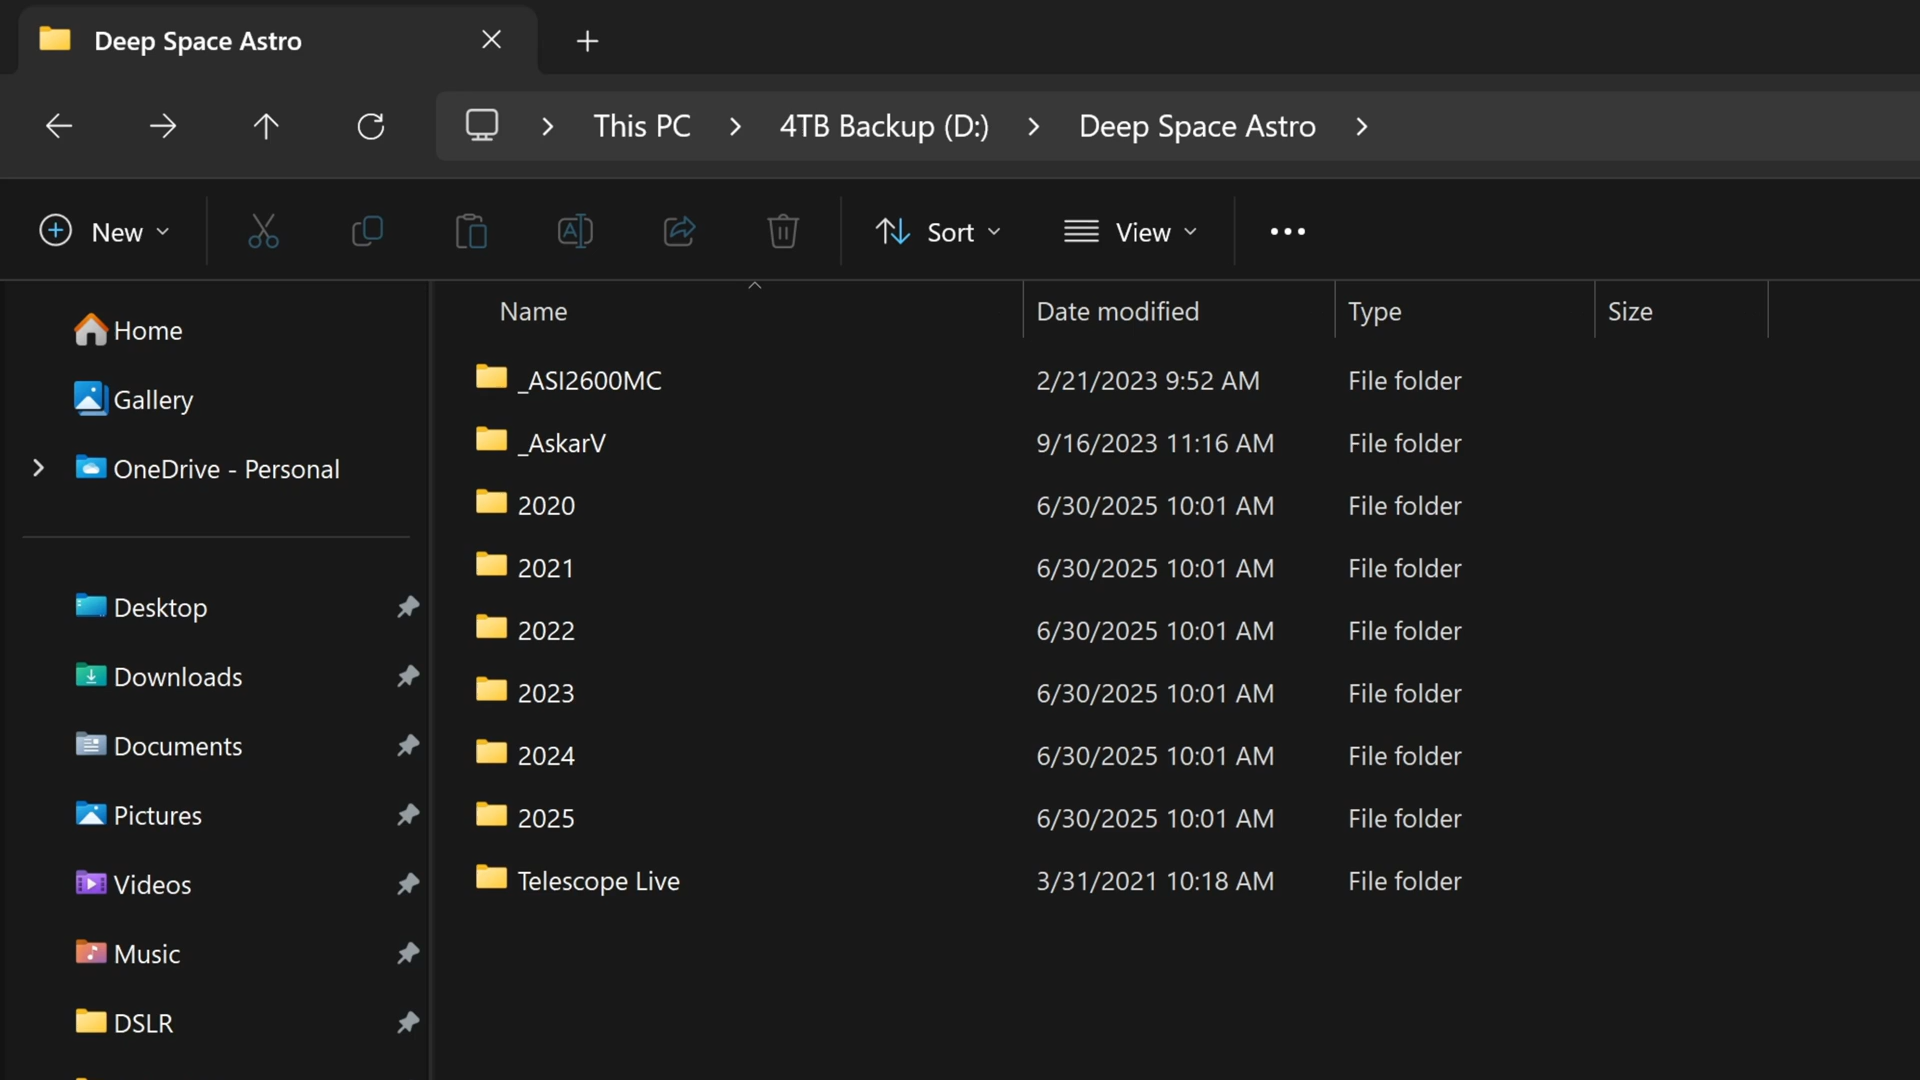 Deep Space Astro
This PC > 4TB Backup (D:) > Deep Space Astro >
New Sort View
Name Date modified Type Size
Home
Gallery
OneDrive - Personal
Desktop
Downloads
Documents
Pictures
Videos
Music
DSLR
_ASI2600MC 2/21/2023 9:52 AM File folder
_AskarV 9/16/2023 11:16 AM File folder
2020 6/30/2025 10:01 AM File folder
2021 6/30/2025 10:01 AM File folder
2022 6/30/2025 10:01 AM File folder
2023 6/30/2025 10:01 AM File folder
2024 6/30/2025 10:01 AM File folder
2025 6/30/2025 10:01 AM File folder
Telescope Live 3/31/2021 10:18 AM File folder